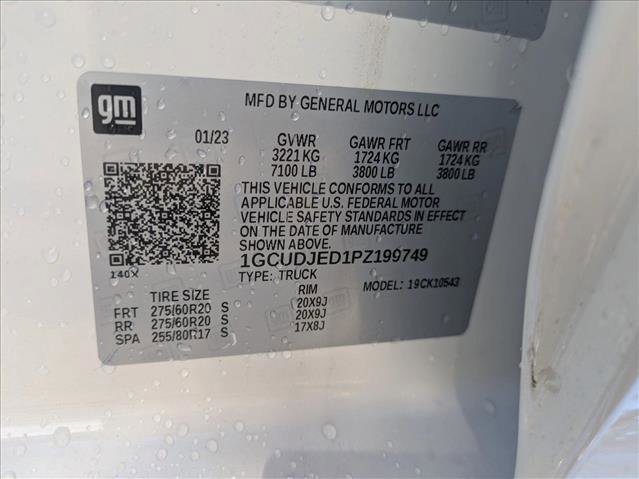 gm
MFD BY GENERAL MOTORS LLC
01/23 GVWR GAWR FRT GAWR RR
3221 KG 1724 KG 1724 KG
7100 LB 3800 LB 3800 LB
THIS VEHICLE CONFORMS TO ALL
APPLICABLE U.S. FEDERAL MOTOR
VEHICLE SAFETY STANDARDS IN EFFECT
ON THE DATE OF MANUFACTURE
SHOWN ABOVE.
1GCUDJED1PZ199749
140X TYPE: TRUCK MODEL: 19CK10543
TIRE SIZE RIM
FRT 275/60R20 S 20X9J
RR 275/60R20 S 20X9J
SPA 255/80R17 S 17X8J